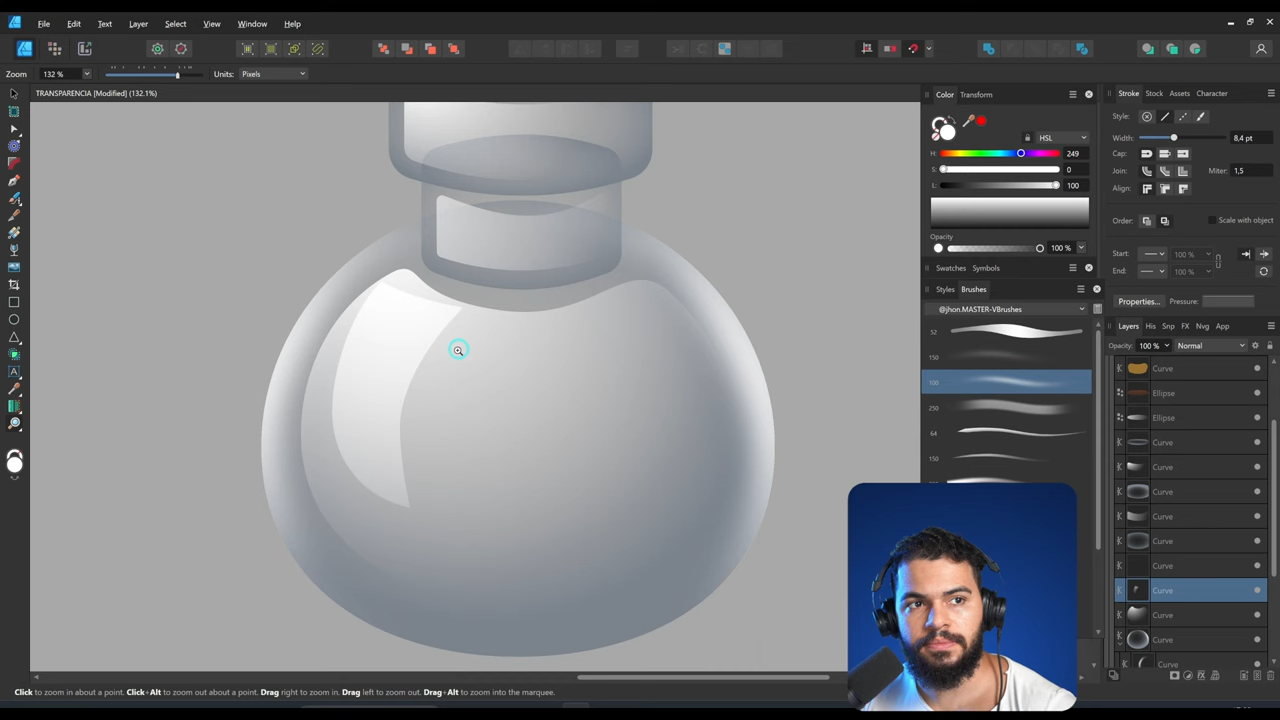 File Edit Text Layer Select View Window Help
Zoom 132 % Units: Pixels
TRANSPARENCIA [Modified] (132.1%)
Color Transform
HSL
H: 249
S: 0
L: 100
Opacity
100 %
Swatches Symbols
Styles Brushes
@jhon.MASTER-VBrushes
52
150
100
250
64
150
Stroke Stock Assets Character
Style:
Width: 8,4 pt
Cap:
Join: Miter: 1,5
Align:
Order: Scale with object
Start: 100 %
End: 100 %
Properties... Pressure:
Layers His Snp FX Nvg App
Opacity: 100 % Normal
Curve
Ellipse
Ellipse
Curve
Curve
Curve
Curve
Curve
Curve
Curve
Curve
Curve
Curve
Click to zoom in about a point. Click+Alt to zoom out about a point. Drag right to zoom in. Drag left to zoom out. Drag+Alt to zoom into the marquee.